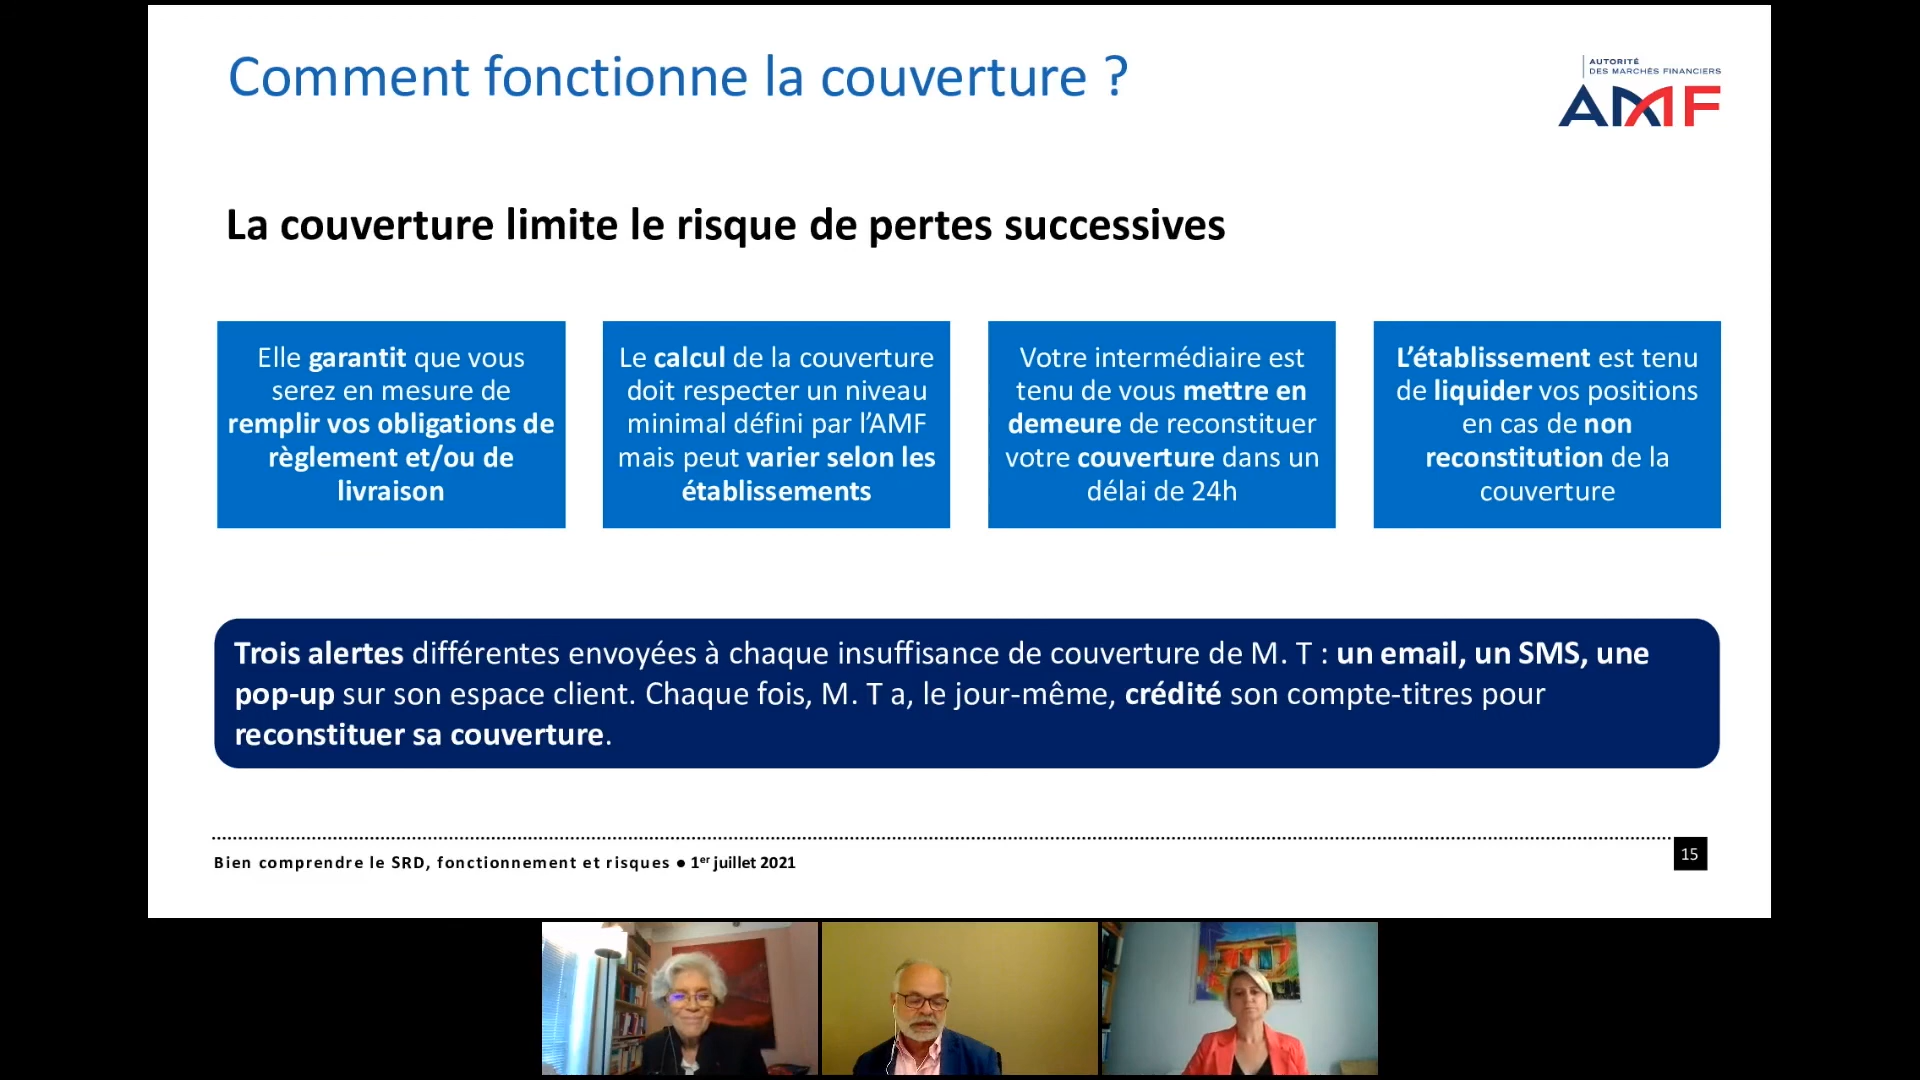 Comment fonctionne la couverture ?
AUTORITÉ
DES MARCHÉS FINANCIERS
AMF
La couverture limite le risque de pertes successives
Elle garantit que vous
serez en mesure de
remplir vos obligations de
règlement et/ou de
livraison
Le calcul de la couverture
doit respecter un niveau
minimal défini par l’AMF
mais peut varier selon les
établissements
Votre intermédiaire est
tenu de vous mettre en
demeure de reconstituer
votre couverture dans un
délai de 24h
L’établissement est tenu
de liquider vos positions
en cas de non
reconstitution de la
couverture
Trois alertes différentes envoyées à chaque insuffisance de couverture de M. T : un email, un SMS, une
pop-up sur son espace client. Chaque fois, M. T a, le jour-même, crédité son compte-titres pour
reconstituer sa couverture.
Bien comprendre le SRD, fonctionnement et risques ● 1er juillet 2021
15